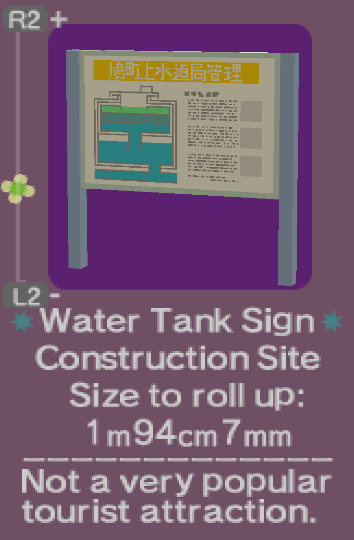 R2 +
鳩町上水道局管理
L2 -
Water Tank Sign
Construction Site
Size to roll up:
1m94cm7mm
Not a very popular
tourist attraction.